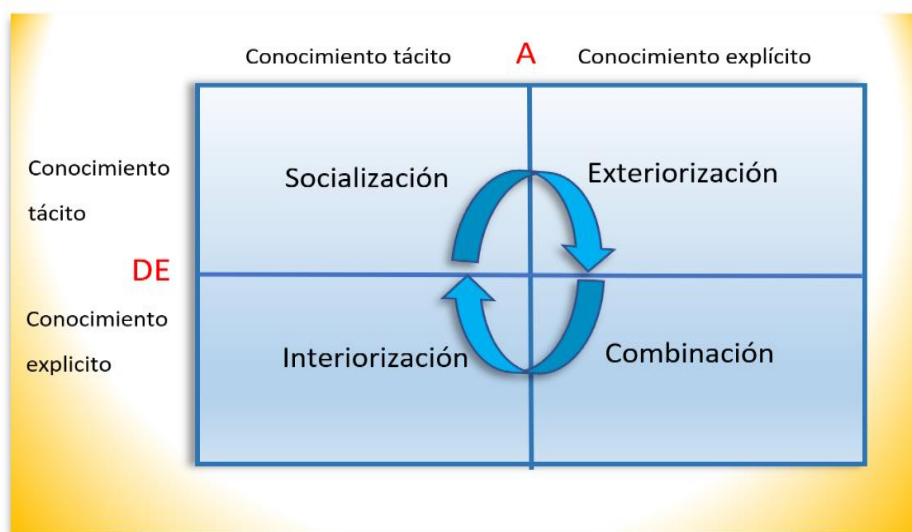 Conocimiento tácito A Conocimiento explícito
Conocimiento
tácito
Socialización Exteriorización
DE
Conocimiento
explicito
Interiorización Combinación